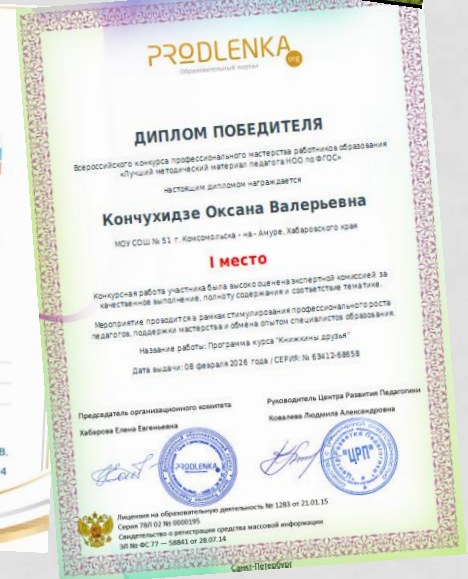 PRODLENKA.org
Образовательный портал
ДИПЛОМ ПОБЕДИТЕЛЯ
Всероссийского конкурса профессионального мастерства работников образования
«Лучший методический материал педагога НОО по ФГОС»
настоящим дипломом награждается
Кончухидзе Оксана Валерьевна
МОУ СОШ № 51 г. Комсомольска - на - Амуре, Хабаровского края
I место
Конкурсная работа участника была высоко оценена экспертной комиссией за
качественное выполнение, полноту содержания и соответствие тематике.
Мероприятие проводится в рамках стимулирования профессионального роста
педагогов, поддержки мастерства и обмена опытом специалистов образования.
Название работы: Программа курса "Книжкины друзья"
Дата выдачи: 08 февраля 2026 года / СЕРИЯ: № 63412-68658
Председатель организационного комитета
Хабарова Елена Евгеньевна
Руководитель Центра Развития Педагогики
Ковалева Людмила Александровна
PRODLENKA
"ЦРП"
Лицензия на образовательную деятельность № 1283 от 21.01.15
Серия 78Л 02 № 0000195
Свидетельство о регистрации средства массовой информации
ЭЛ № ФС 77 — 58841 от 28.07.14
Санкт-Петербург
в.
4